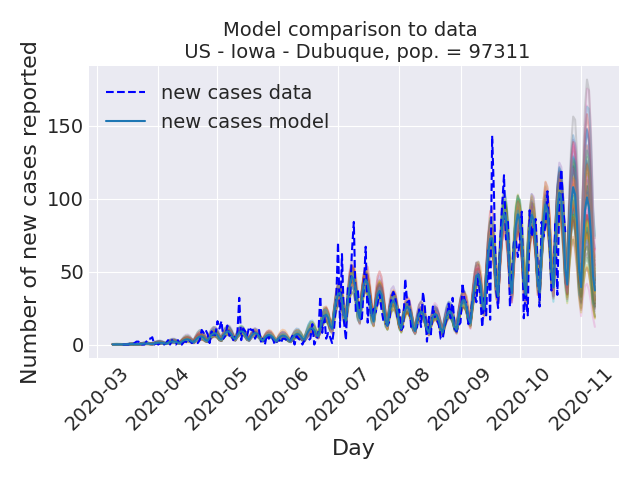 Model comparison to data
US - Iowa - Dubuque, pop. = 97311
new cases data
new cases model
Number of new cases reported
150
100
50
0
2020-03
2020-04
2020-05
2020-06
2020-07
2020-08
2020-09
2020-10
2020-11
Day